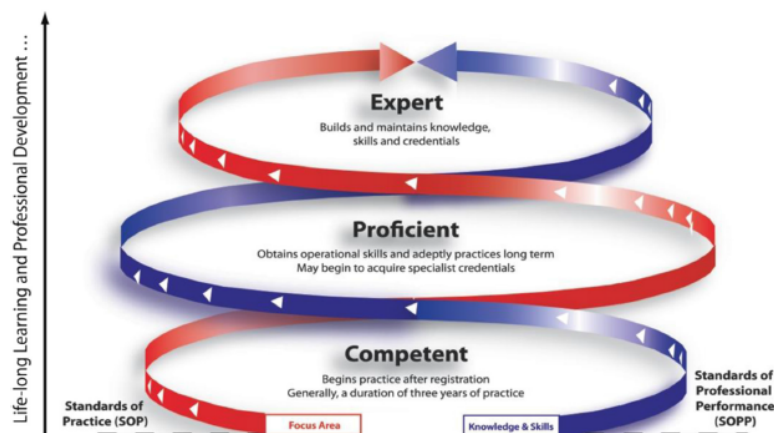 Life-long Learning and Professional Development ...
Expert
Builds and maintains knowledge,
skills and credentials
Proficient
Obtains operational skills and adeptly practices long term
May begin to acquire specialist credentials
Competent
Begins practice after registration
Generally, a duration of three years of practice
Standards of
Practice (SOP)
Focus Area
Knowledge & Skills
Standards of
Professional
Performance
(SOPP)